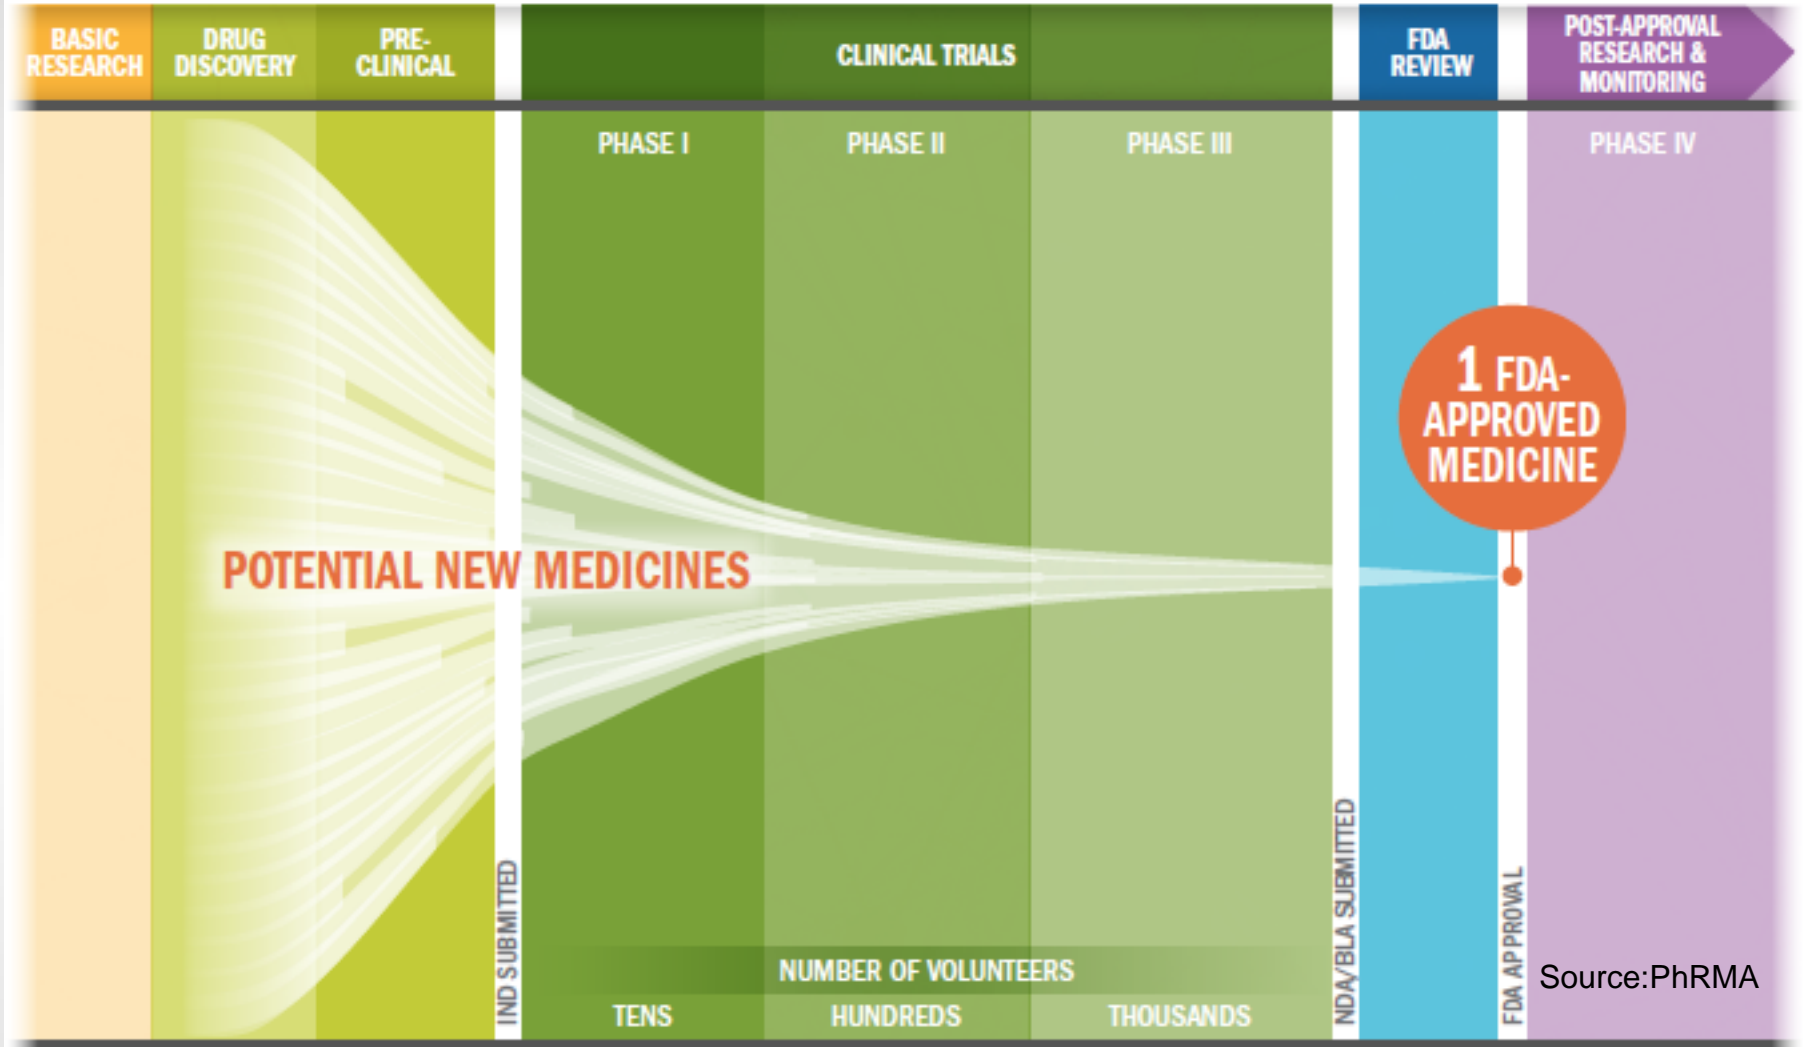 BASIC
RESEARCH
DRUG
DISCOVERY
PRE-
CLINICAL
CLINICAL TRIALS
FDA
REVIEW
POST-APPROVAL
RESEARCH &
MONITORING
PHASE I
PHASE II
PHASE III
PHASE IV
1 FDA-
APPROVED
MEDICINE
POTENTIAL NEW MEDICINES
IND SUBMITTED
NDA/BLA SUBMITTED
FDA APPROVAL
NUMBER OF VOLUNTEERS
TENS
HUNDREDS
THOUSANDS
Source:PhRMA